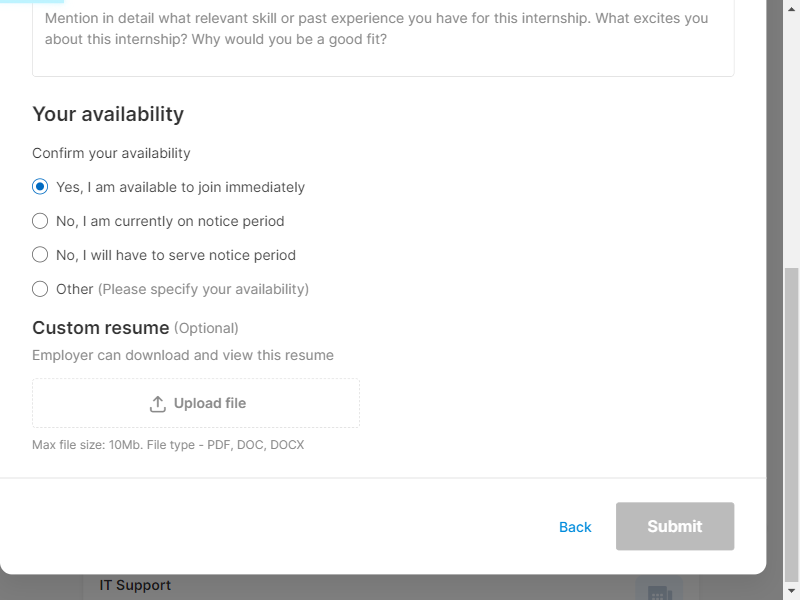 Mention in detail what relevant skill or past experience you have for this internship. What excites you
about this internship? Why would you be a good fit?
Your availability
Confirm your availability
Yes, I am available to join immediately
No, I am currently on notice period
No, I will have to serve notice period
Other (Please specify your availability)
Custom resume (Optional)
Employer can download and view this resume
Upload file
Max file size: 10Mb. File type - PDF, DOC, DOCX
Back
Submit
IT Support